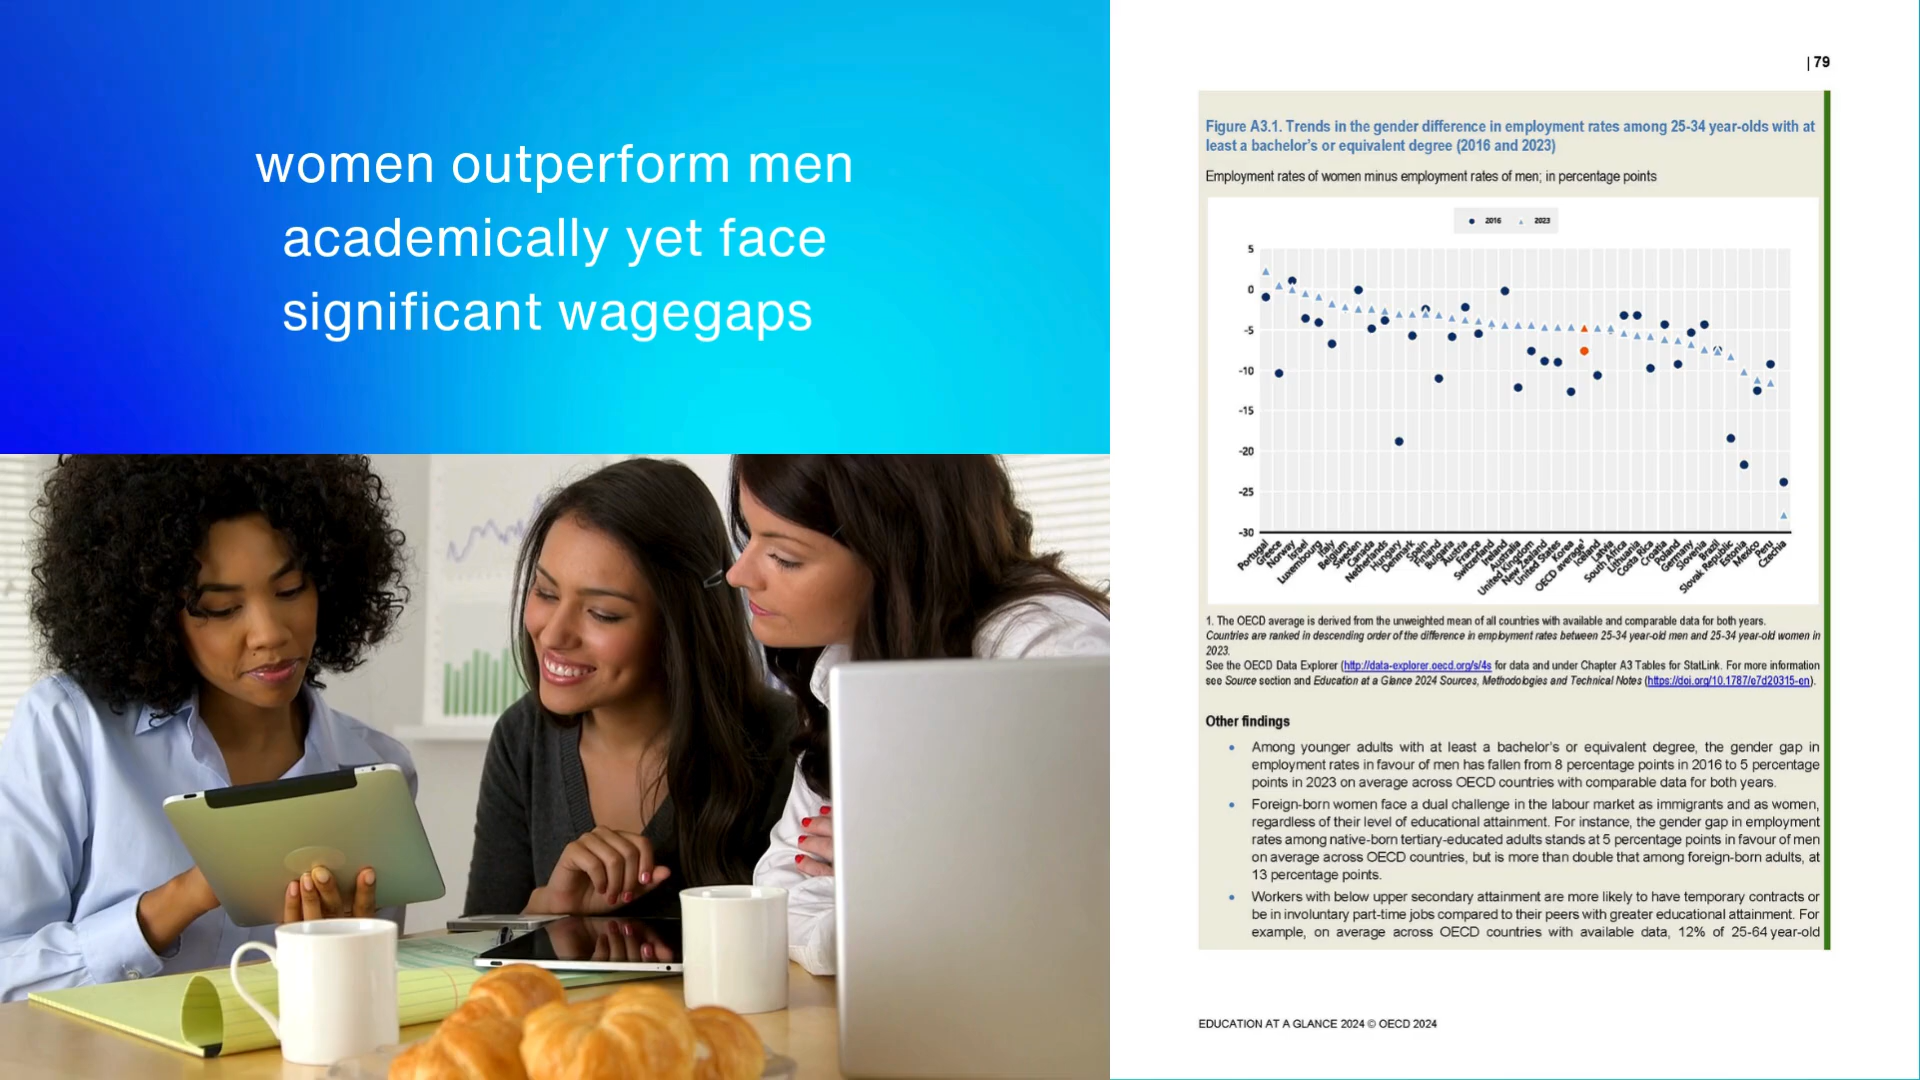 women outperform men
academically yet face
significant wagegaps
| 79
Figure A3.1. Trends in the gender difference in employment rates among 25-34 year-olds with at
least a bachelor's or equivalent degree (2016 and 2023)
Employment rates of women minus employment rates of men; in percentage points
2016 2023
5
0
-5
-10
-15
-20
-25
-30
Portugal
Greece
Norway
Israel
Luxembourg
Italy
Belgium
Sweden
Canada
Netherlands
Hungary
Denmark
Spain
Finland
Bulgaria
Austria
France
Switzerland
Ireland
Australia
United Kingdom
New Zealand
United States
Korea
OECD average¹
Iceland
Latvia
South Africa
Lithuania
Costa Rica
Croatia
Poland
Germany
Slovenia
Brazil
Slovak Republic
Estonia
Mexico
Peru
Czechia
1. The OECD average is derived from the unweighted mean of all countries with available and comparable data for both years.
Countries are ranked in descending order of the difference in employment rates between 25-34 year-old men and 25-34 year-old women in
2023.
See the OECD Data Explorer (http://data-explorer.oecd.org/s/4s for data and under Chapter A3 Tables for StatLink. For more information
see Source section and Education at a Glance 2024 Sources, Methodologies and Technical Notes (https://doi.org/10.1787/e7d20315-en).
Other findings
• Among younger adults with at least a bachelor's or equivalent degree, the gender gap in
employment rates in favour of men has fallen from 8 percentage points in 2016 to 5 percentage
points in 2023 on average across OECD countries with comparable data for both years.
• Foreign-born women face a dual challenge in the labour market as immigrants and as women,
regardless of their level of educational attainment. For instance, the gender gap in employment
rates among native-born tertiary-educated adults stands at 5 percentage points in favour of men
on average across OECD countries, but is more than double that among foreign-born adults, at
13 percentage points.
• Workers with below upper secondary attainment are more likely to have temporary contracts or
be in involuntary part-time jobs compared to their peers with greater educational attainment. For
example, on average across OECD countries with available data, 12% of 25-64 year-old
EDUCATION AT A GLANCE 2024 © OECD 2024